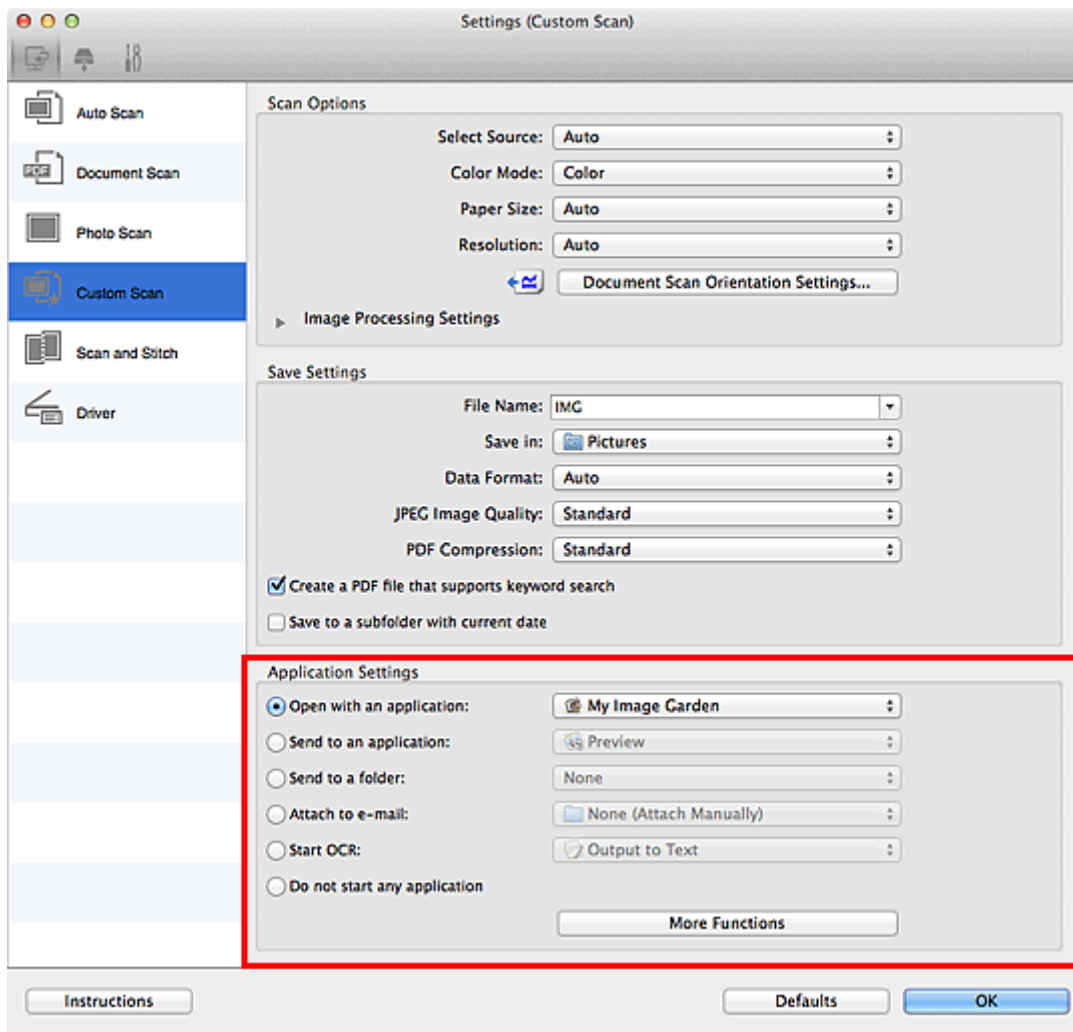 Settings (Custom Scan)
Auto Scan
PDF
Document Scan
Photo Scan
Custom Scan
Scan and Stitch
Driver
Scan Options
Select Source: Auto
Color Mode: Color
Paper Size: Auto
Resolution: Auto
Document Scan Orientation Settings...
Image Processing Settings
Save Settings
File Name: IMG
Save in: Pictures
Data Format: Auto
JPEG Image Quality: Standard
PDF Compression: Standard
Create a PDF file that supports keyword search
Save to a subfolder with current date
Application Settings
Open with an application: My Image Garden
Send to an application: Preview
Send to a folder: None
Attach to e-mail: None (Attach Manually)
Start OCR: Output to Text
Do not start any application
More Functions
Instructions
Defaults
OK